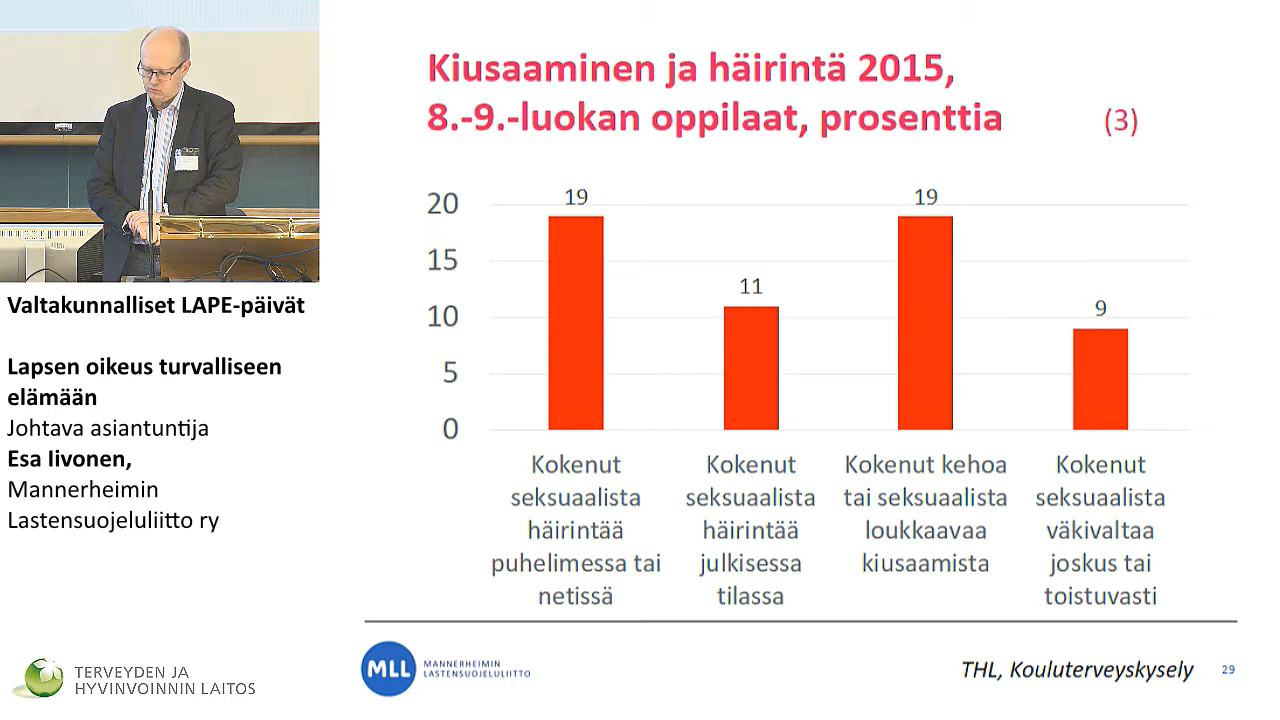 Kiusaaminen ja häirintä 2015,
8.-9.-luokan oppilaat, prosenttia (3)
20
15
10
5
0
19
11
19
9
Kokenut
seksuaalista
häirintää
puhelimessa tai
netissä
Kokenut
seksuaalista
häirintää
julkisessa
tilassa
Kokenut kehoa
tai seksuaalista
loukkaavaa
kiusaamista
Kokenut
seksuaalista
väkivaltaa
joskus tai
toistuvasti
Valtakunnalliset LAPE-päivät
Lapsen oikeus turvalliseen
elämään
Johtava asiantuntija
Esa Iivonen,
Mannerheimin
Lastensuojeluliitto ry
TERVEYDEN JA
HYVINVOINNIN LAITOS
MLL
MANNERHEIMIN
LASTENSUOJELULIITTO
THL, Kouluterveyskysely
29